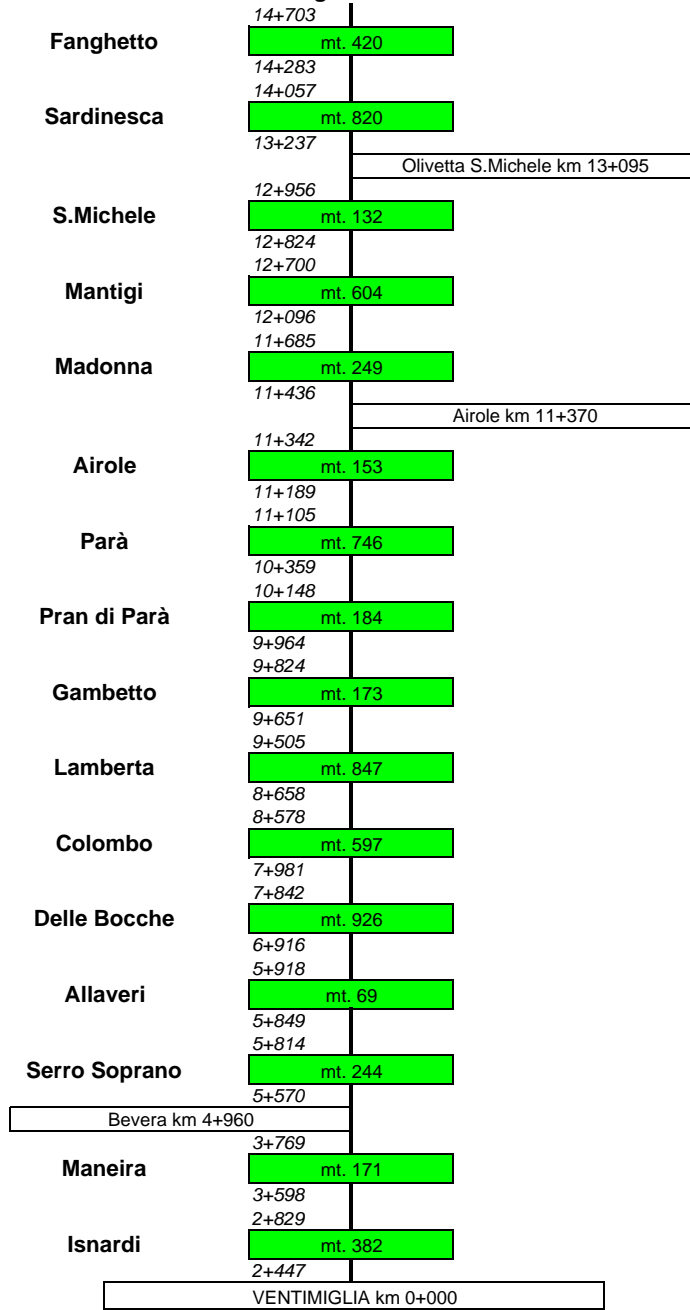 14+703
Fanghetto mt. 420
14+283
14+057
Sardinesca mt. 820
13+237
Olivetta S.Michele km 13+095
12+956
S.Michele mt. 132
12+824
12+700
Mantigi mt. 604
12+096
11+685
Madonna mt. 249
11+436
Airole km 11+370
11+342
Airole mt. 153
11+189
11+105
Parà mt. 746
10+359
10+148
Pran di Parà mt. 184
9+964
9+824
Gambetto mt. 173
9+651
9+505
Lamberta mt. 847
8+658
8+578
Colombo mt. 597
7+981
7+842
Delle Bocche mt. 926
6+916
5+918
Allaveri mt. 69
5+849
5+814
Serro Soprano mt. 244
5+570
Bevera km 4+960
3+769
Maneira mt. 171
3+598
2+829
Isnardi mt. 382
2+447
VENTIMIGLIA km 0+000